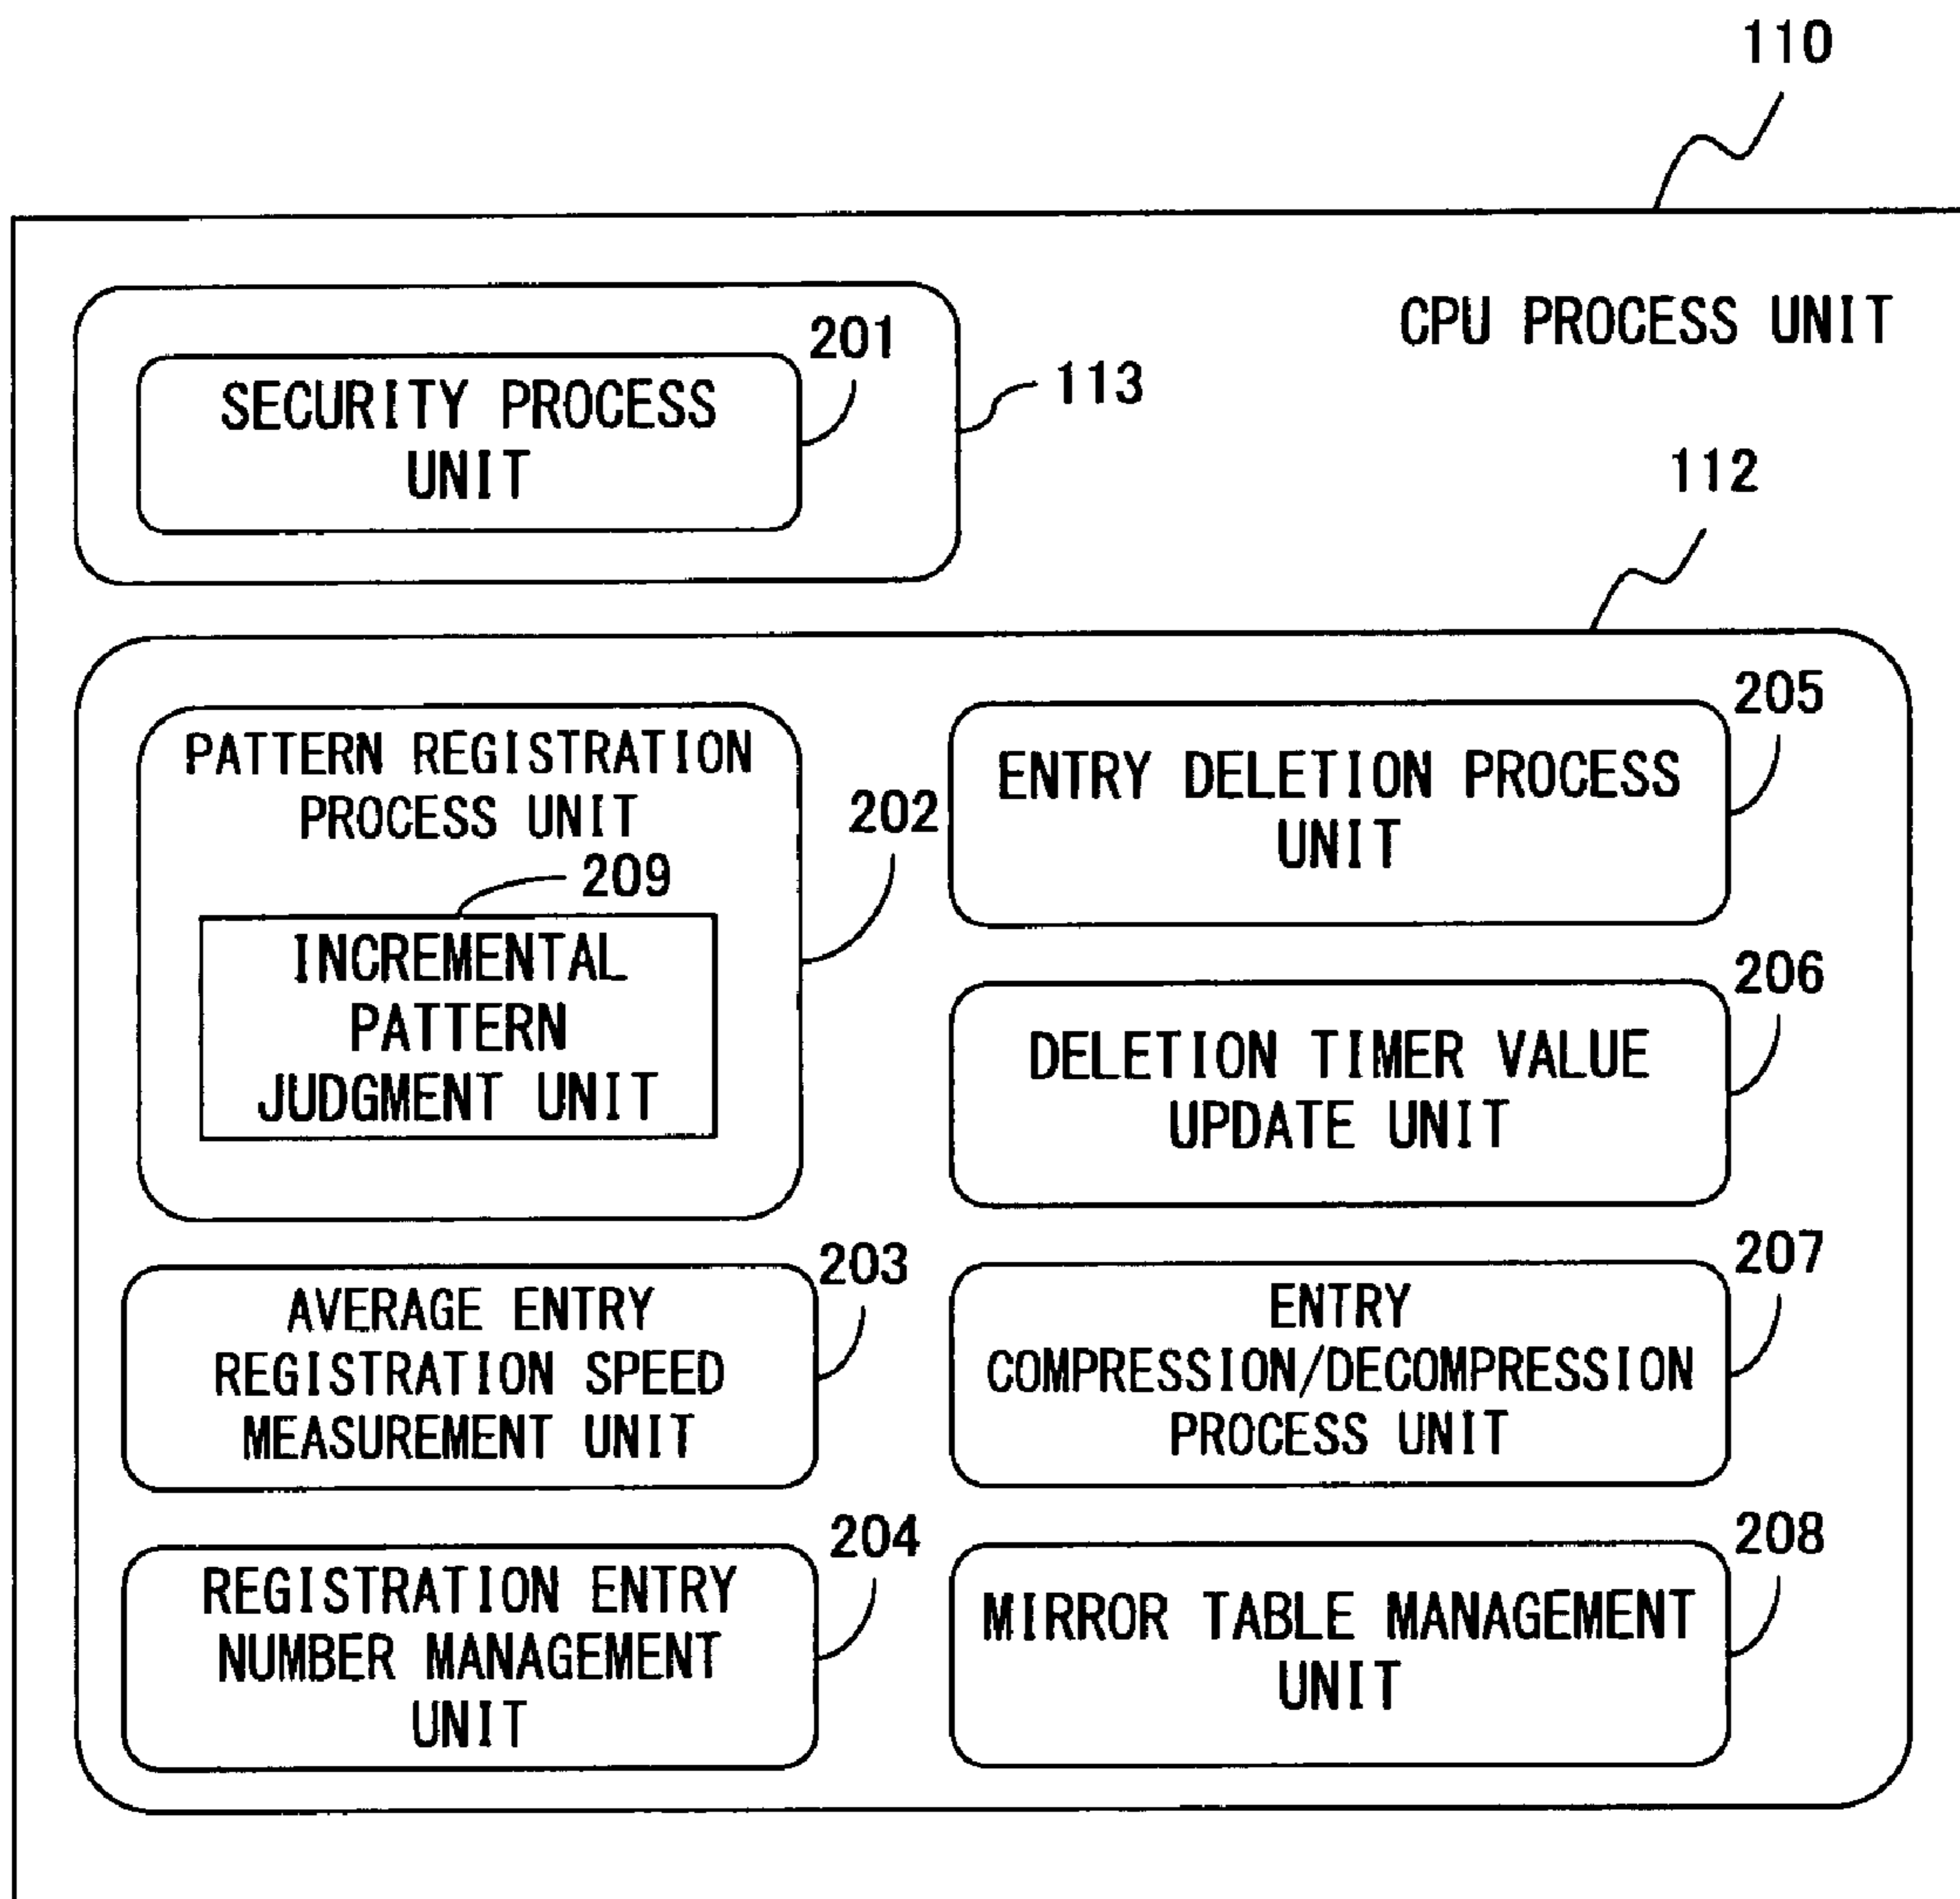 110
CPU PROCESS UNIT
201
SECURITY PROCESS
UNIT
113
112
PATTERN REGISTRATION
PROCESS UNIT
202
209
INCREMENTAL
PATTERN
JUDGMENT UNIT
203
AVERAGE ENTRY
REGISTRATION SPEED
MEASUREMENT UNIT
204
REGISTRATION ENTRY
NUMBER MANAGEMENT
UNIT
205
ENTRY DELETION PROCESS
UNIT
206
DELETION TIMER VALUE
UPDATE UNIT
207
ENTRY
COMPRESSION/DECOMPRESSION
PROCESS UNIT
208
MIRROR TABLE MANAGEMENT
UNIT